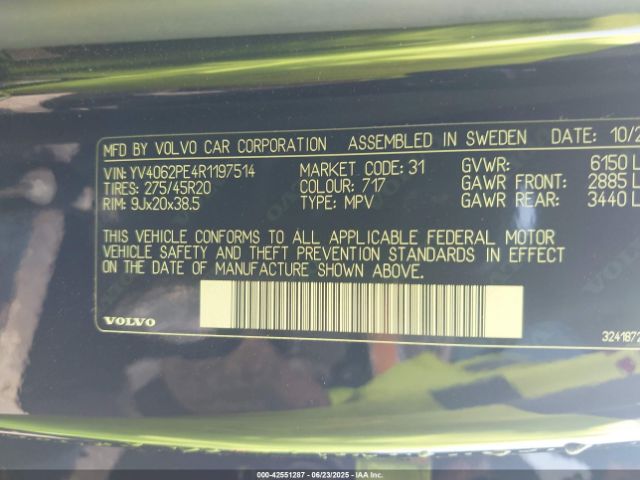 MFD BY VOLVO CAR CORPORATION ASSEMBLED IN SWEDEN DATE: 10/2
VIN: YV4062PE4R1197514 MARKET CODE: 31 GVWR: 6150 L
TIRES: 275/45R20 COLOUR: 717 GAWR FRONT: 2885 L
RIM: 9Jx20x38.5 TYPE: MPV GAWR REAR: 3440 L
THIS VEHICLE CONFORMS TO ALL APPLICABLE FEDERAL MOTOR
VEHICLE SAFETY AND THEFT PREVENTION STANDARDS IN EFFECT
ON THE DATE OF MANUFACTURE SHOWN ABOVE.
VOLVO 3241872
000-42551287 - 06/23/2025 - IAA Inc.